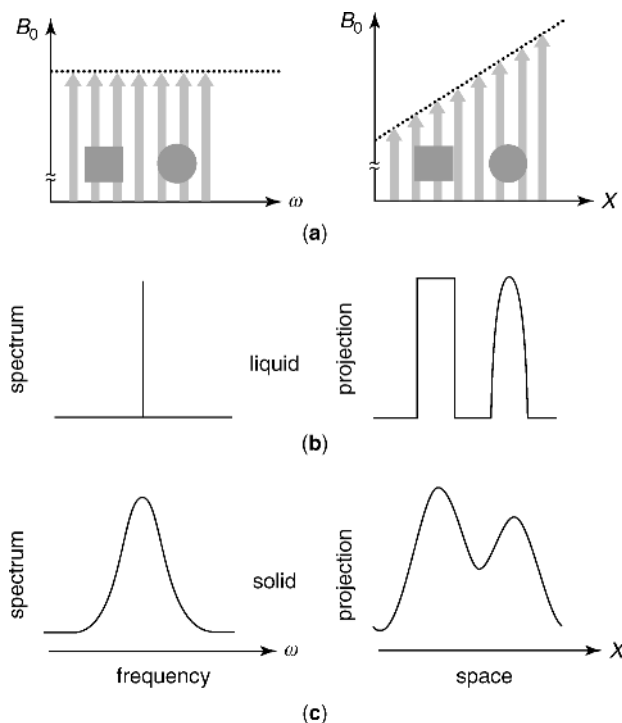 B₀ B₀
≈ ≈
ω X
(a)
spectrum liquid projection
(b)
spectrum solid projection
ω X
frequency space
(c)